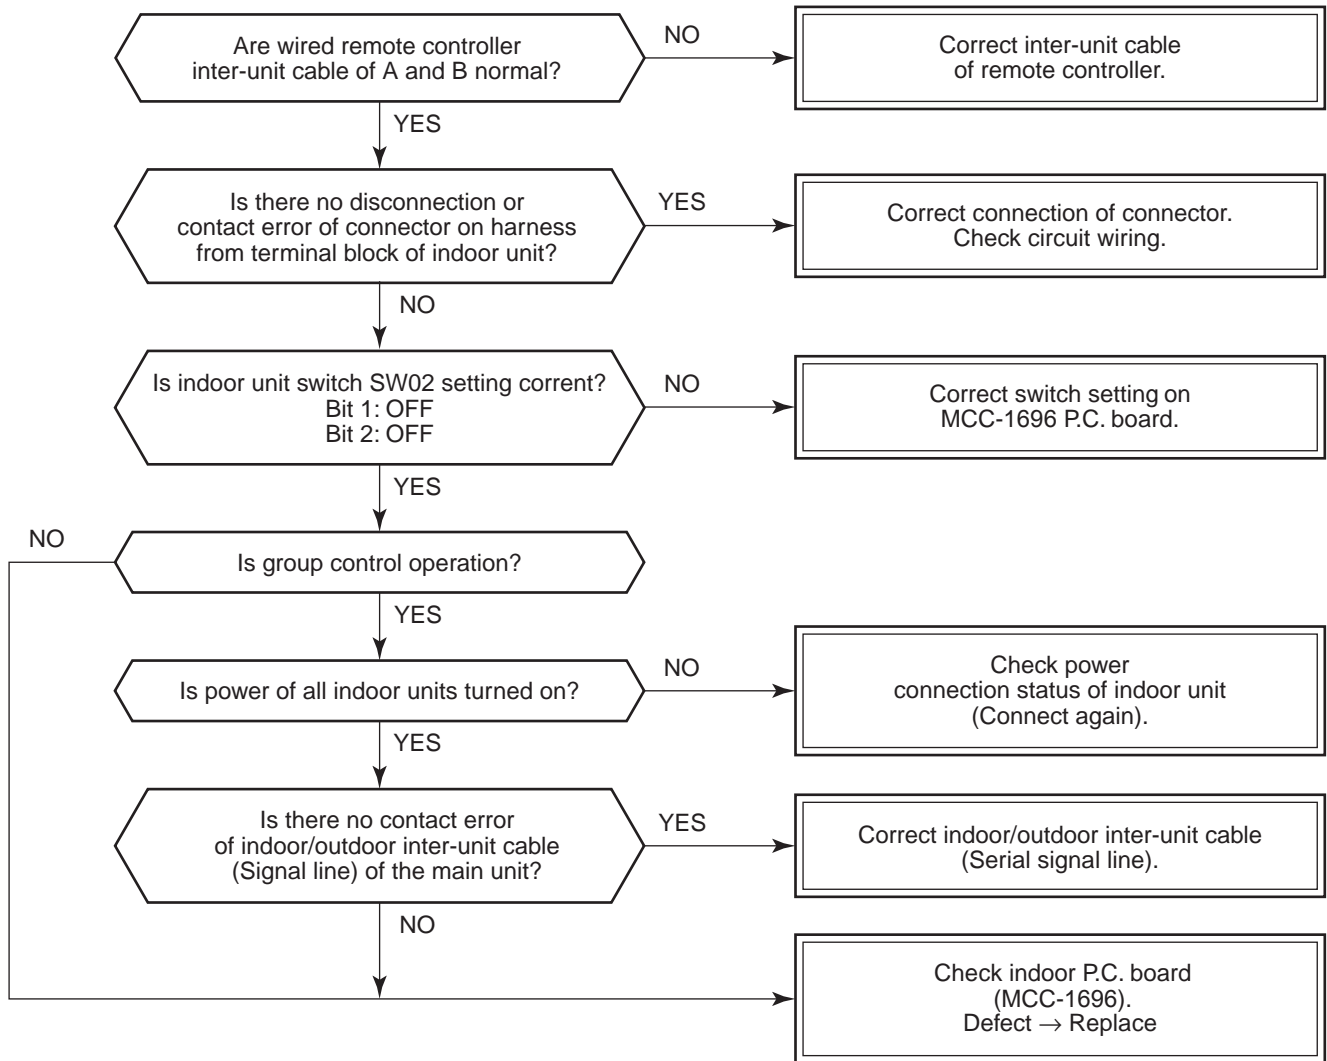 Are wired remote controller
inter-unit cable of A and B normal?
NO
Correct inter-unit cable
of remote controller.
YES
Is there no disconnection or
contact error of connector on harness
from terminal block of indoor unit?
YES
Correct connection of connector.
Check circuit wiring.
NO
Is indoor unit switch SW02 setting corrent?
Bit 1: OFF
Bit 2: OFF
NO
Correct switch setting on
MCC-1696 P.C. board.
YES
NO
Is group control operation?
YES
Is power of all indoor units turned on?
NO
Check power
connection status of indoor unit
(Connect again).
YES
Is there no contact error
of indoor/outdoor inter-unit cable
(Signal line) of the main unit?
YES
Correct indoor/outdoor inter-unit cable
(Serial signal line).
NO
Check indoor P.C. board
(MCC-1696).
Defect → Replace